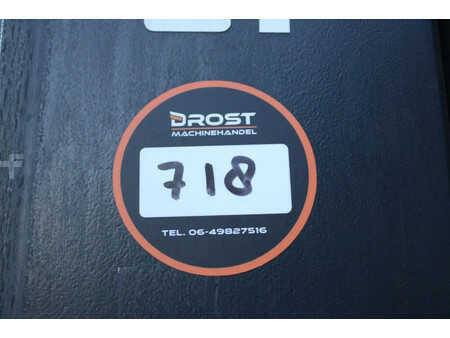 DROST
MACHINEHANDEL
718
TEL. 06-49827516